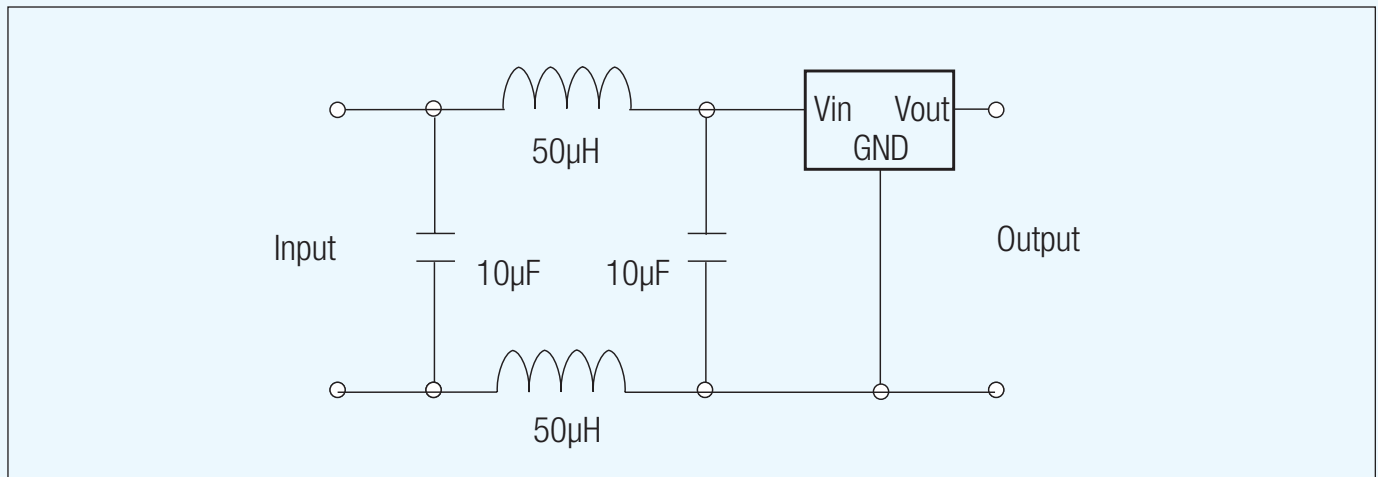 Vin Vout
GND
50µH
Input
10µF
10µF
Output
50µH